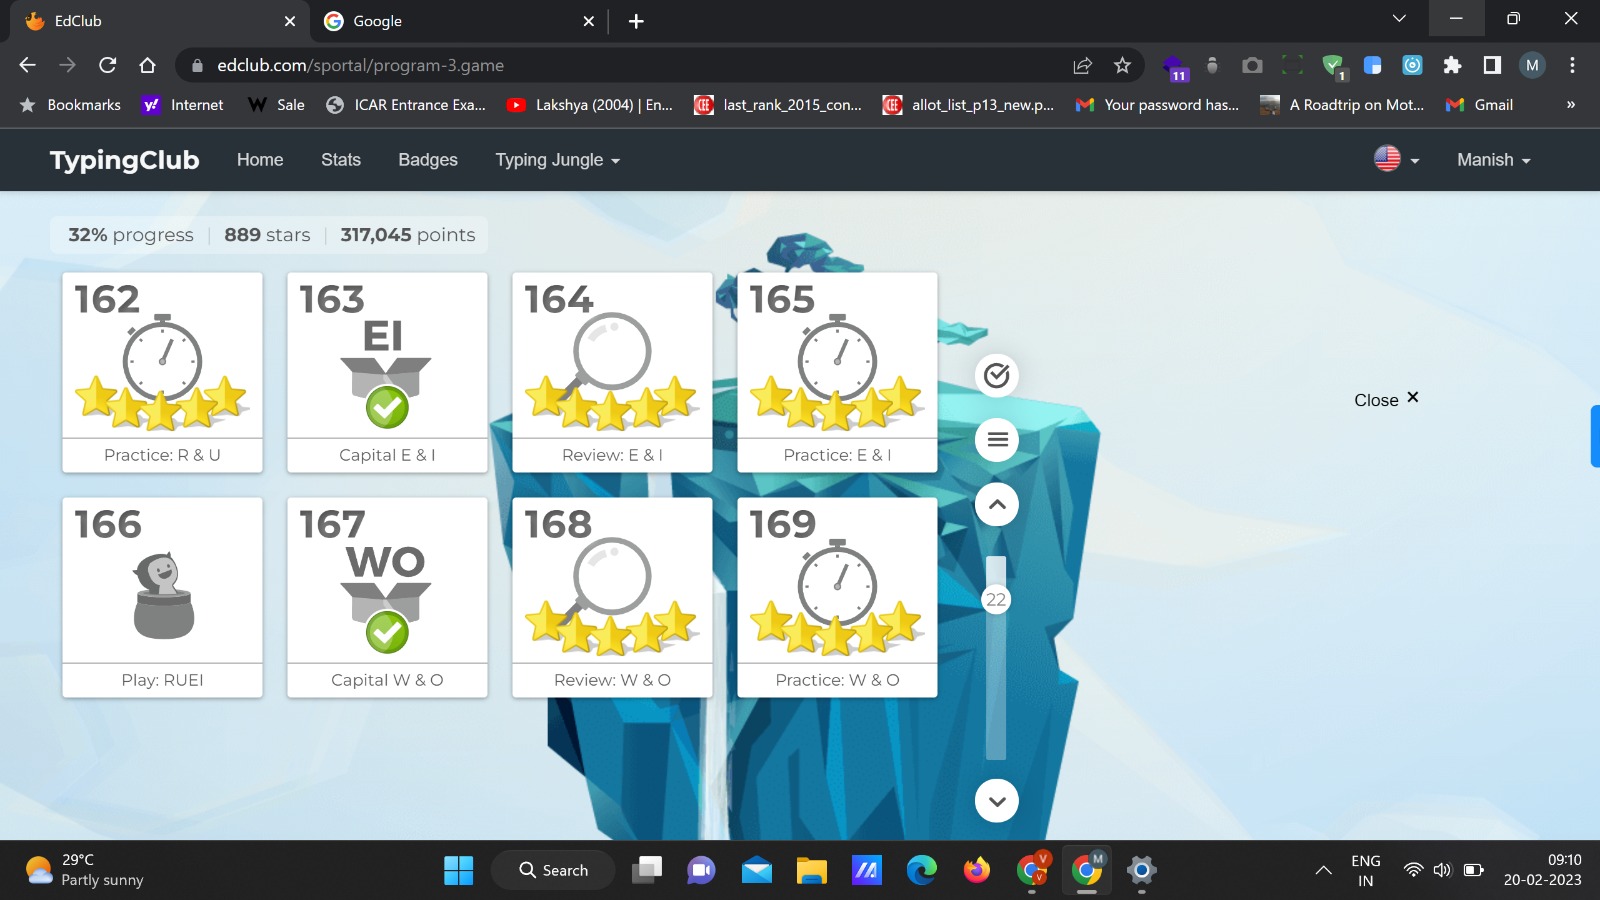 EdClub
Google
edclub.com/sportal/program-3.game
11
1
M
Bookmarks
Internet
Sale
ICAR Entrance Exa...
Lakshya (2004) | En...
last_rank_2015_con...
allot_list_p13_new.p...
Your password has...
A Roadtrip on Mot...
Gmail
»
TypingClub
Home
Stats
Badges
Typing Jungle
Manish
32% progress
889 stars
317,045 points
162
163
164
165
EI
Practice: R & U
Capital E & I
Review: E & I
Practice: E & I
Close ×
166
167
168
169
WO
22
Play: RUEI
Capital W & O
Review: W & O
Practice: W & O
29°C
Partly sunny
Search
V
V
M
ENG
IN
09:10
20-02-2023